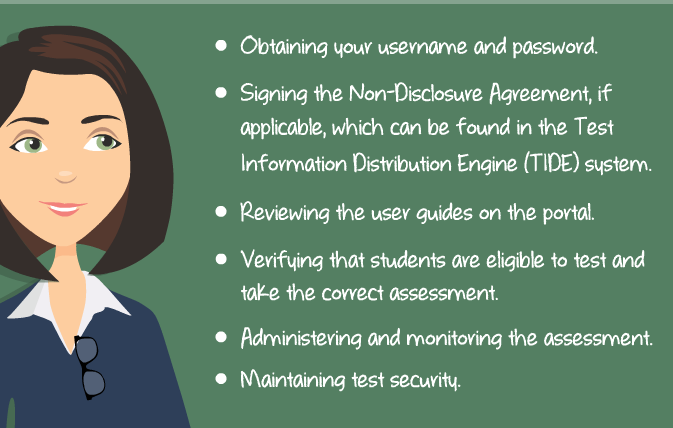 • Obtaining your username and password.
• Signing the Non-Disclosure Agreement, if
applicable, which can be found in the Test
Information Distribution Engine (TIDE) system.
• Reviewing the user guides on the portal.
• Verifying that students are eligible to test and
take the correct assessment.
• Administering and monitoring the assessment.
• Maintaining test security.